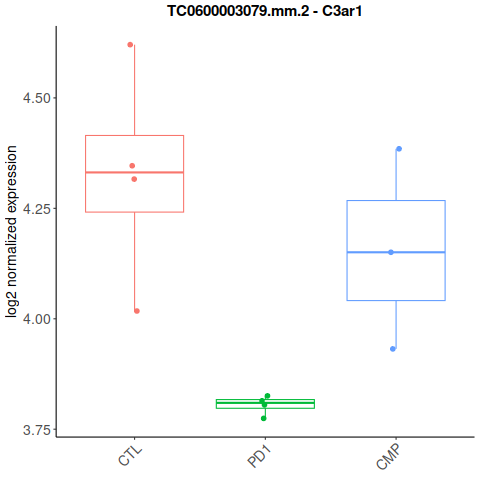 TC0600003079.mm.2 - C3ar1
log2 normalized expression
4.50
4.25
4.00
3.75
CTL
PD1
CMP